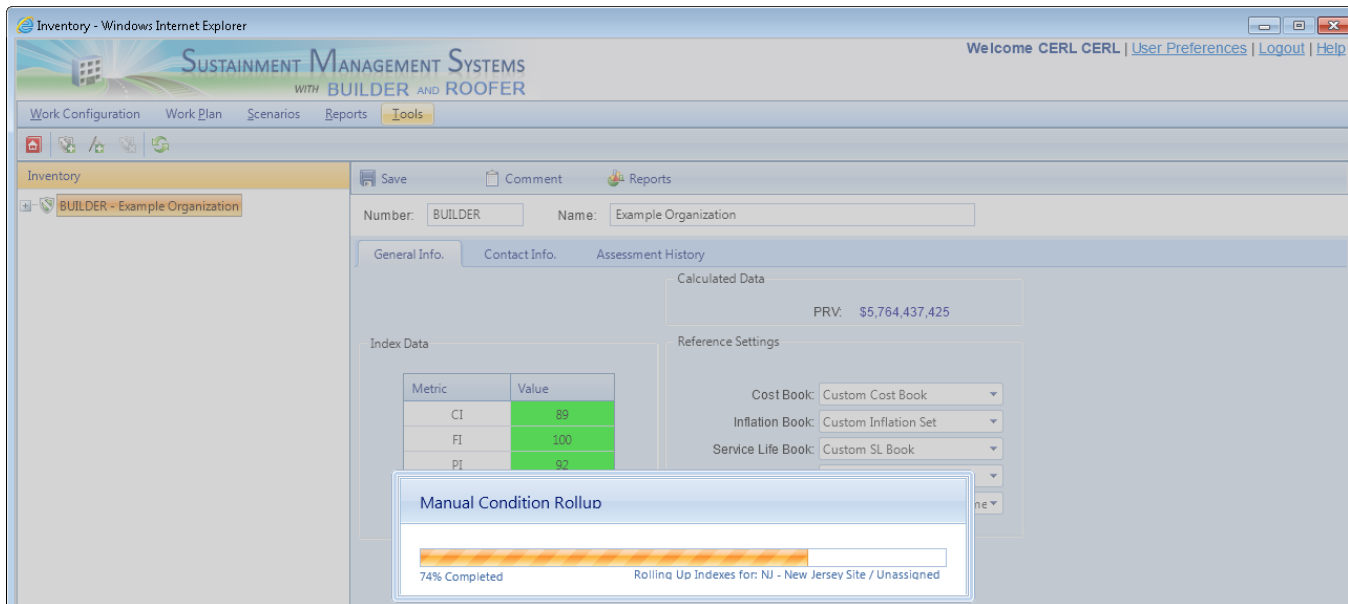 Inventory - Windows Internet Explorer
SUSTAINMENT MANAGEMENT SYSTEMS
WITH BUILDER AND ROOFER
Welcome CERL CERL | User Preferences | Logout | Help
Work Configuration Work Plan Scenarios Reports Tools
Inventory
BUILDER - Example Organization
Save Comment Reports
Number: BUILDER Name: Example Organization
General Info. Contact Info. Assessment History
Calculated Data
PRV: $5,764,437,425
Index Data
Metric Value
CI 89
FI 100
PI 92
Reference Settings
Cost Book: Custom Cost Book
Inflation Book: Custom Inflation Set
Service Life Book: Custom SL Book
Manual Condition Rollup
74% Completed
Rolling Up Indexes for: NJ - New Jersey Site / Unassigned